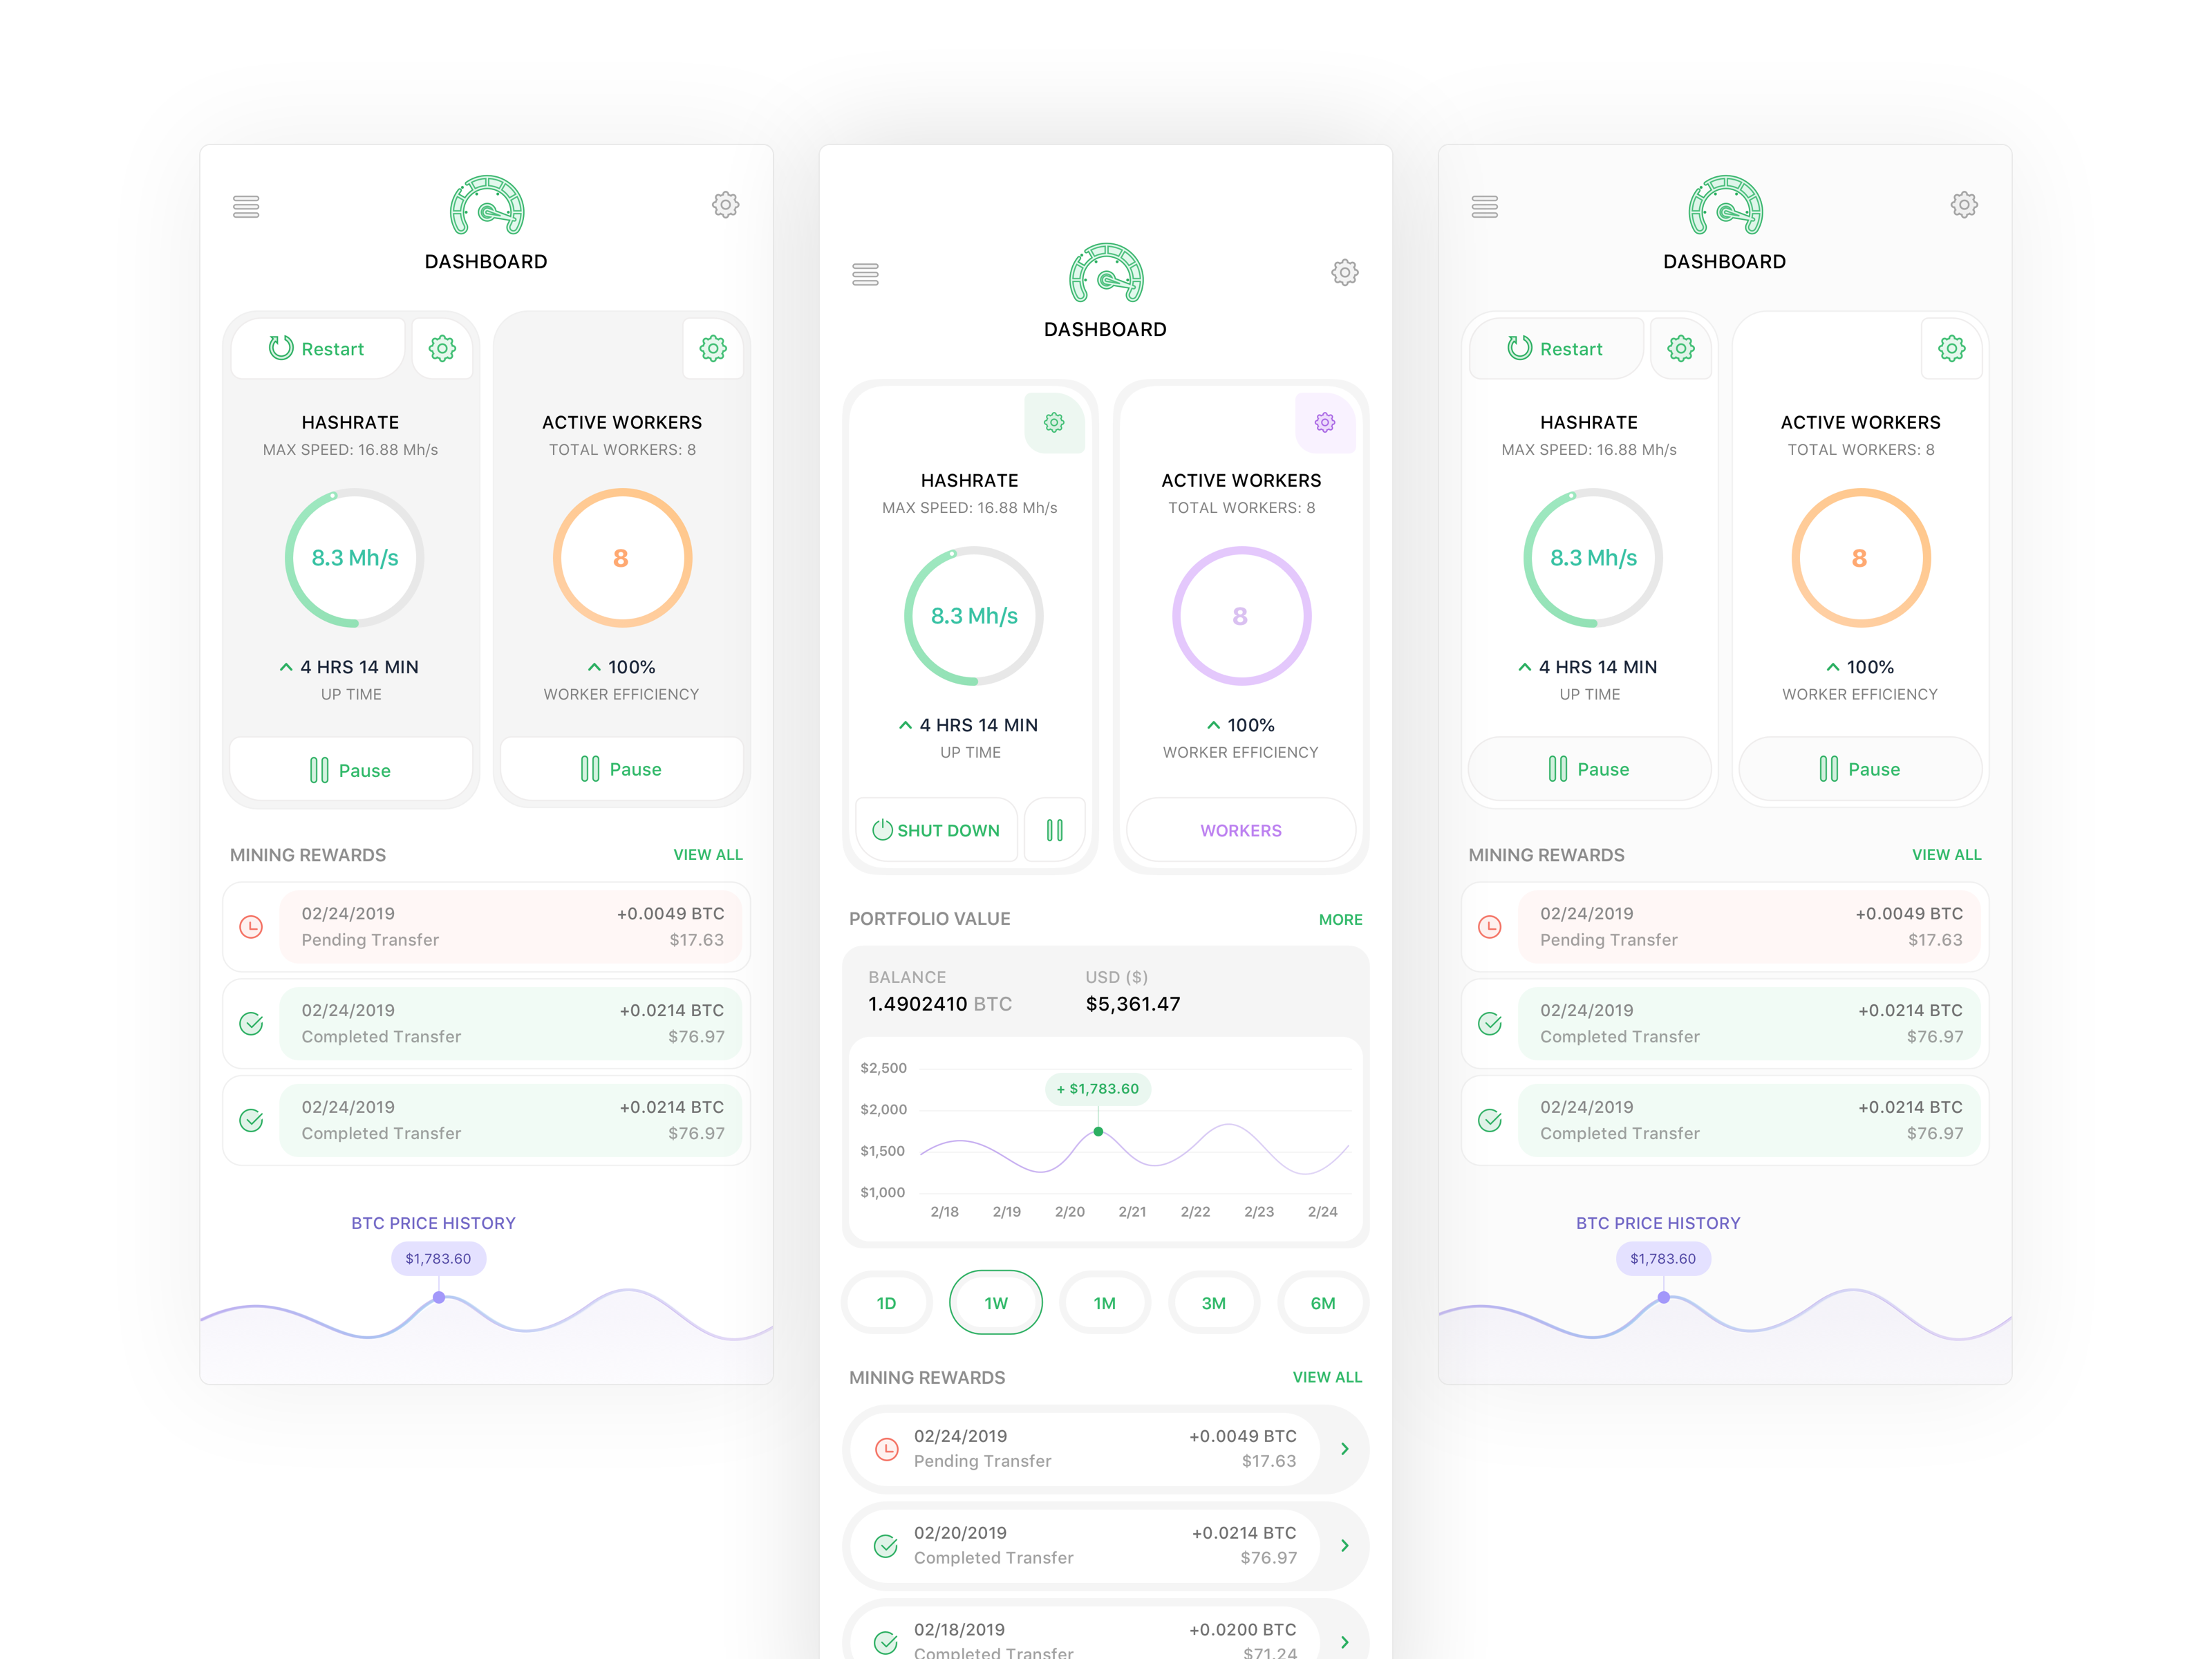 DASHBOARD
Restart
HASHRATE
MAX SPEED: 16.88 Mh/s
8.3 Mh/s
4 HRS 14 MIN
UP TIME
Pause
ACTIVE WORKERS
TOTAL WORKERS: 8
8
100%
WORKER EFFICIENCY
Pause
MINING REWARDS
VIEW ALL
02/24/2019 +0.0049 BTC
Pending Transfer $17.63
02/24/2019 +0.0214 BTC
Completed Transfer $76.97
02/24/2019 +0.0214 BTC
Completed Transfer $76.97
BTC PRICE HISTORY
$1,783.60
DASHBOARD
HASHRATE
MAX SPEED: 16.88 Mh/s
8.3 Mh/s
4 HRS 14 MIN
UP TIME
SHUT DOWN
ACTIVE WORKERS
TOTAL WORKERS: 8
8
100%
WORKER EFFICIENCY
WORKERS
PORTFOLIO VALUE
MORE
BALANCE
1.4902410 BTC
USD ($)
$5,361.47
$2,500
+ $1,783.60
$2,000
$1,500
$1,000
2/18 2/19 2/20 2/21 2/22 2/23 2/24
1D 1W 1M 3M 6M
MINING REWARDS
VIEW ALL
02/24/2019 +0.0049 BTC
Pending Transfer $17.63
02/20/2019 +0.0214 BTC
Completed Transfer $76.97
02/18/2019 +0.0200 BTC
Completed Transfer $71.24
DASHBOARD
Restart
HASHRATE
MAX SPEED: 16.88 Mh/s
8.3 Mh/s
4 HRS 14 MIN
UP TIME
Pause
ACTIVE WORKERS
TOTAL WORKERS: 8
8
100%
WORKER EFFICIENCY
Pause
MINING REWARDS
VIEW ALL
02/24/2019 +0.0049 BTC
Pending Transfer $17.63
02/24/2019 +0.0214 BTC
Completed Transfer $76.97
02/24/2019 +0.0214 BTC
Completed Transfer $76.97
BTC PRICE HISTORY
$1,783.60